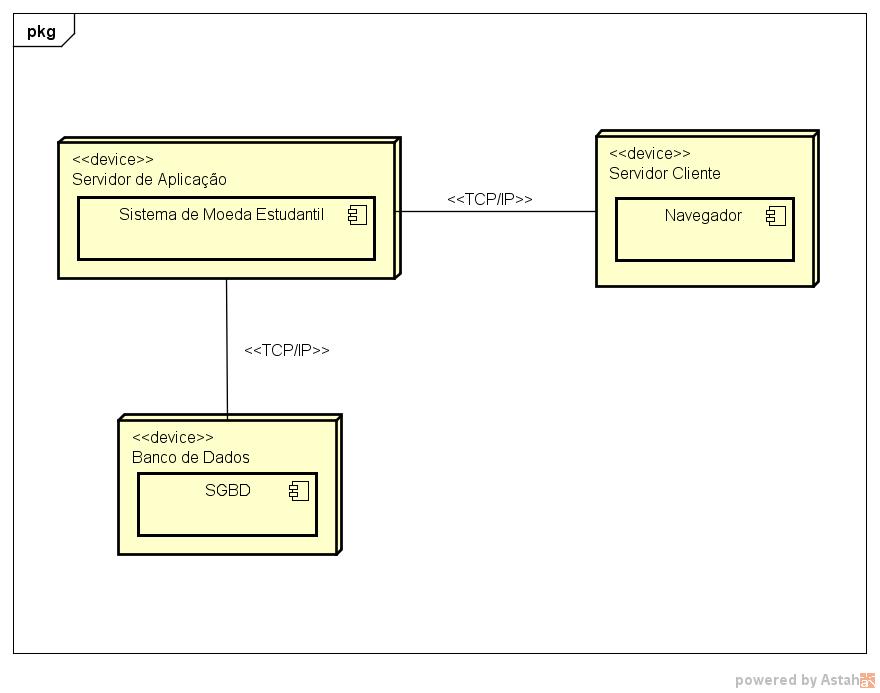 pkg
<<device>>
Servidor de Aplicação
Sistema de Moeda Estudantil
<<TCP/IP>>
<<device>>
Servidor Cliente
Navegador
<<TCP/IP>>
<<device>>
Banco de Dados
SGBD
powered by Astah